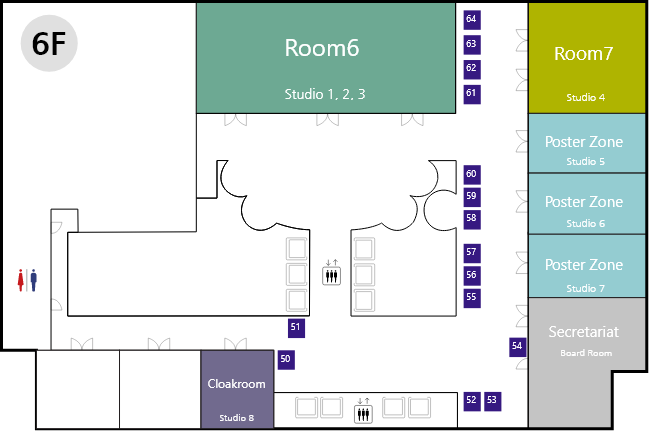 6F
Room6
Studio 1, 2, 3
64
63
62
61
Room7
Studio 4
Poster Zone
Studio 5
60
59
58
Poster Zone
Studio 6
57
56
55
Poster Zone
Studio 7
51
50
54
Secretariat
Board Room
Cloakroom
Studio 8
52
53